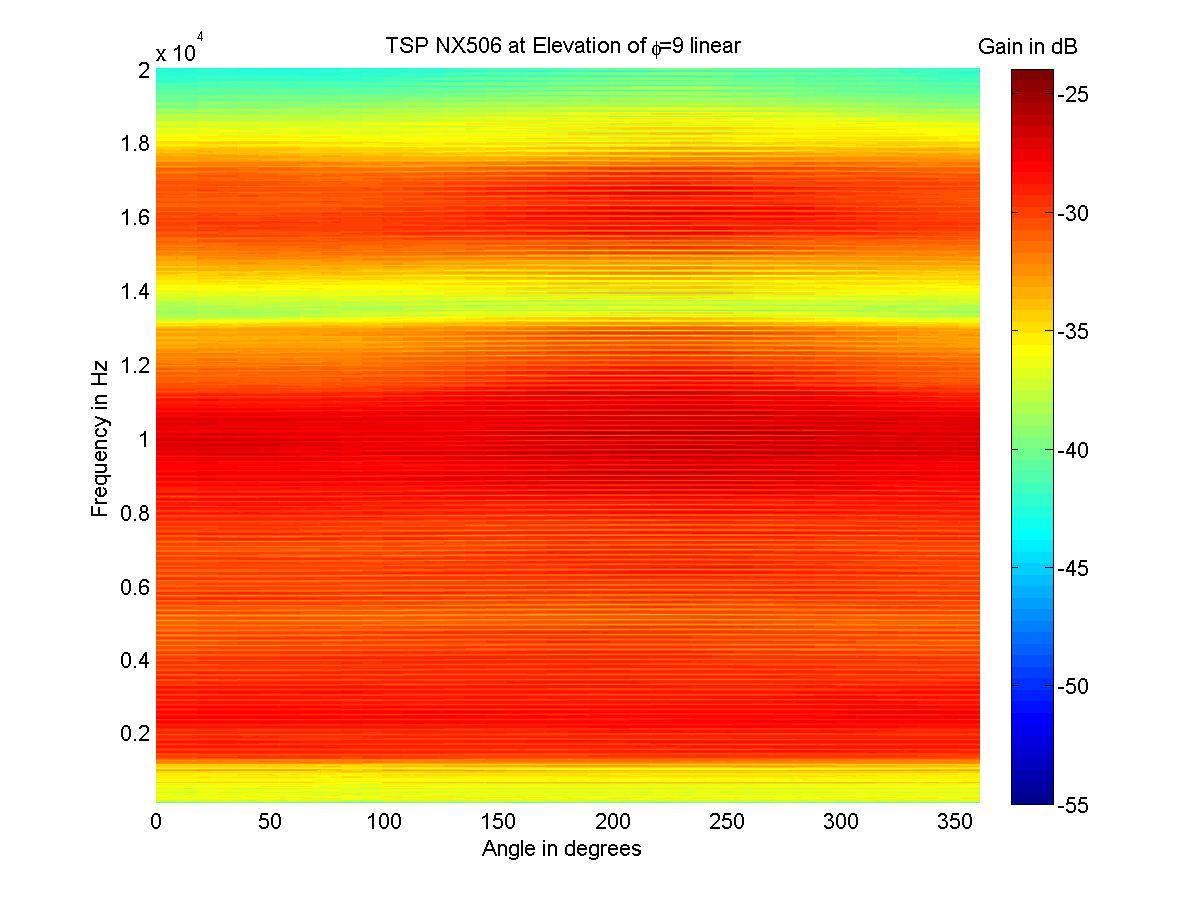 TSP NX506 at Elevation of ϕ=9 linear
Gain in dB
x 10^4
2
1.8
1.6
1.4
1.2
1
0.8
0.6
0.4
0.2
Frequency in Hz
0 50 100 150 200 250 300 350
Angle in degrees
-25
-30
-35
-40
-45
-50
-55